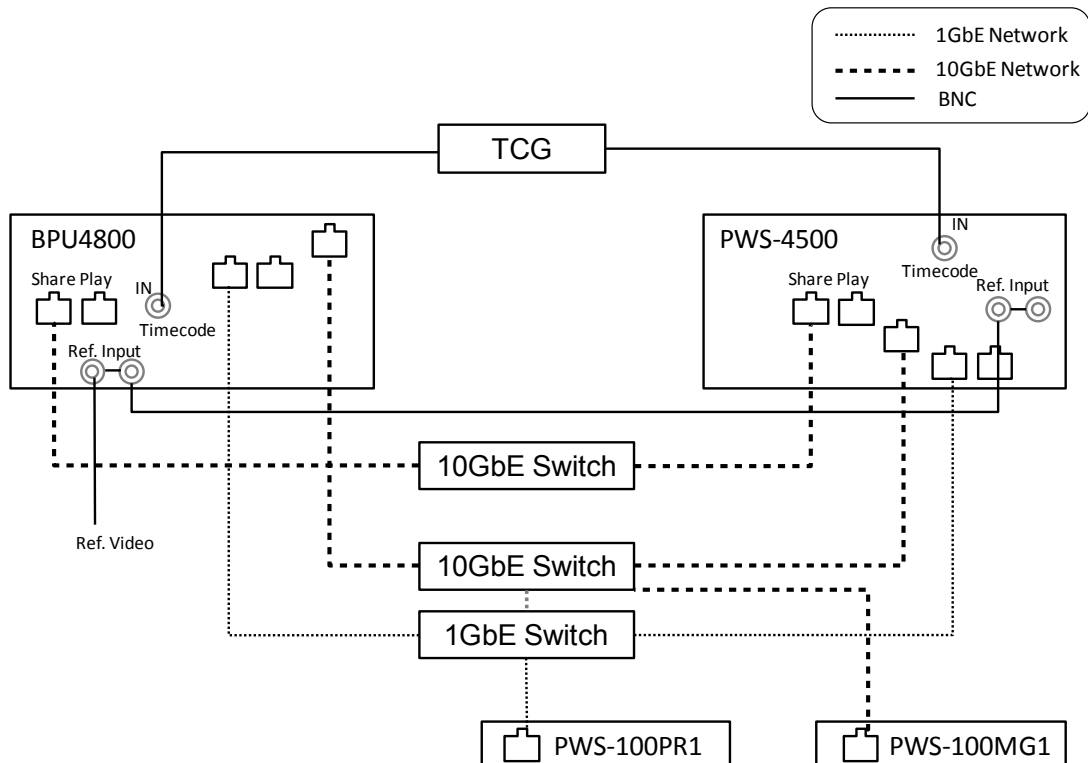 1GbE Network
10GbE Network
BNC
TCG
BPU4800
Share Play
IN
Timecode
Ref. Input
PWS-4500
IN
Timecode
Share Play
Ref. Input
10GbE Switch
Ref. Video
10GbE Switch
1GbE Switch
PWS-100PR1
PWS-100MG1